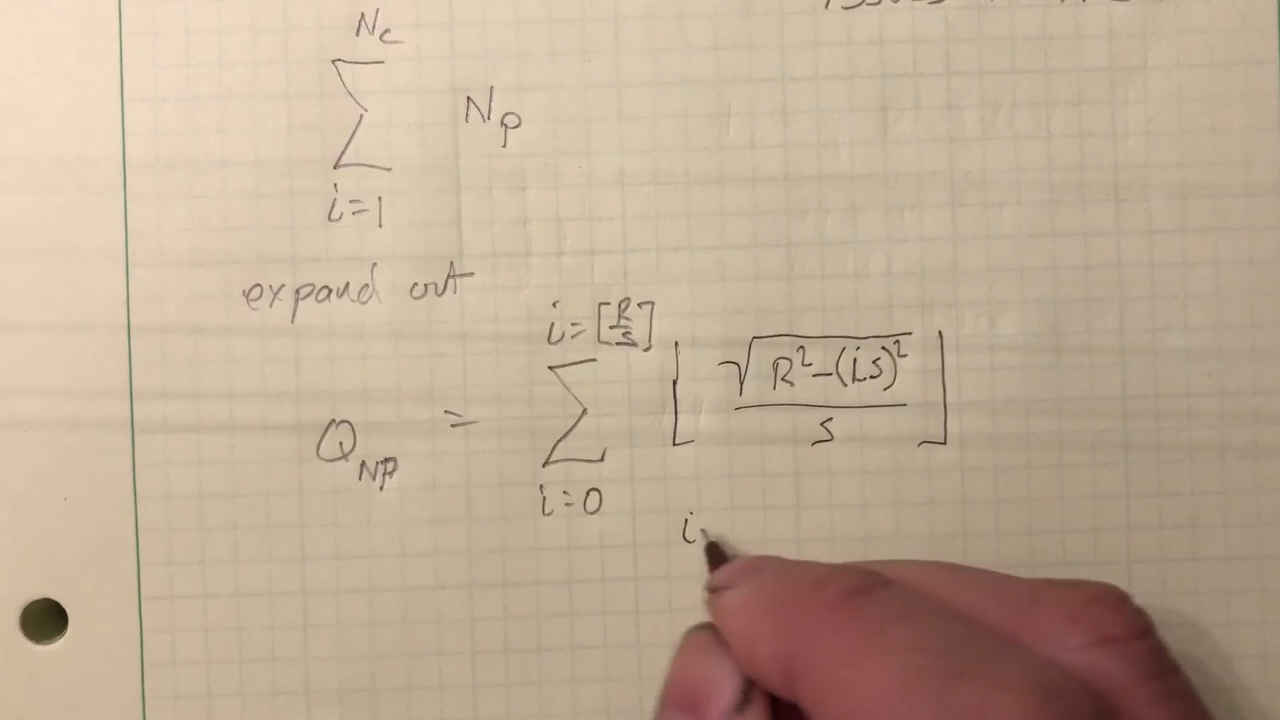 Nc
∑ Np
i=1
expand out
i=[R/s]
Q_NP = ∑ ⌊√(R²-(is)²)/s⌋
i=0
i